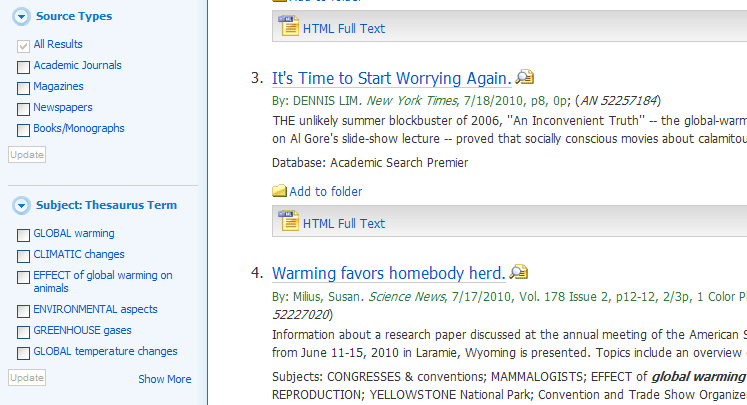 Source Types
All Results
Academic Journals
Magazines
Newspapers
Books/Monographs
Update
Subject: Thesaurus Term
GLOBAL warming
CLIMATIC changes
EFFECT of global warming on
animals
ENVIRONMENTAL aspects
GREENHOUSE gases
GLOBAL temperature changes
Update
Show More
Add to folder
HTML Full Text
3. It's Time to Start Worrying Again.
By: DENNIS LIM. New York Times, 7/18/2010, p8, 0p; (AN 52257184)
THE unlikely summer blockbuster of 2006, "An Inconvenient Truth" -- the global-warm
on Al Gore's slide-show lecture -- proved that socially conscious movies about calamitou
Database: Academic Search Premier
Add to folder
HTML Full Text
4. Warming favors homebody herd.
By: Milius, Susan. Science News, 7/17/2010, Vol. 178 Issue 2, p12-12, 2/3p, 1 Color P
52227020)
Information about a research paper discussed at the annual meeting of the American S
from June 11-15, 2010 in Laramie, Wyoming is presented. Topics include an overview
Subjects: CONGRESSES & conventions; MAMMALOGISTS; EFFECT of global warming
REPRODUCTION; YELLOWSTONE National Park; Convention and Trade Show Organize